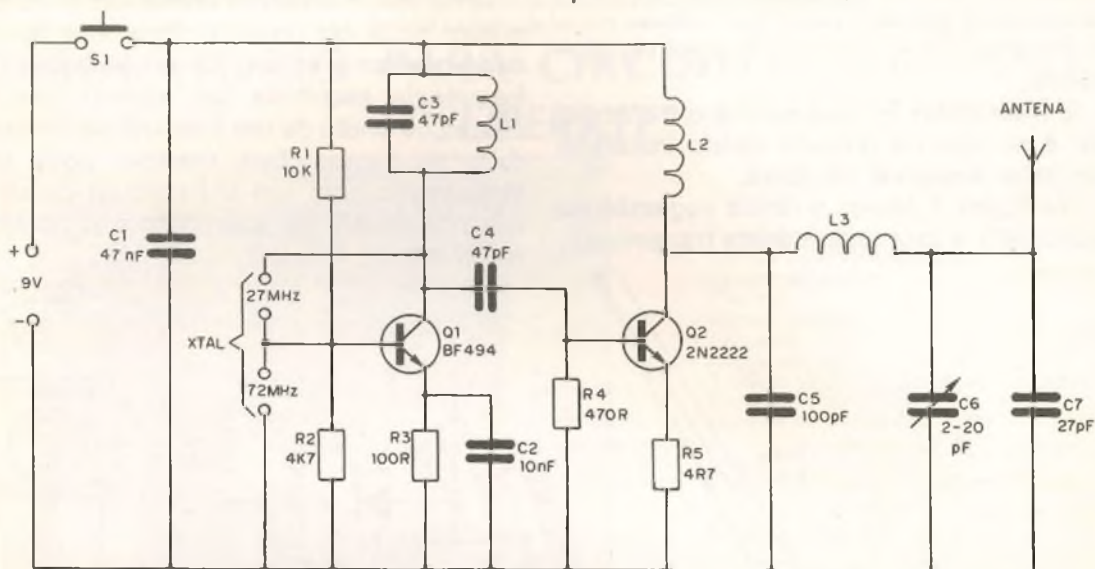 S1
C3
47pF
L1
ANTENA
R1
10K
L2
C4
47pF
L3
C1
47nF
+
9V
-
27MHz
XTAL
Q1
BF494
Q2
2N2222
72MHz
R4
470R
C5
100pF
C6
2-20
pF
C7
27pF
R2
4K7
R3
100R
C2
10nF
R5
4R7